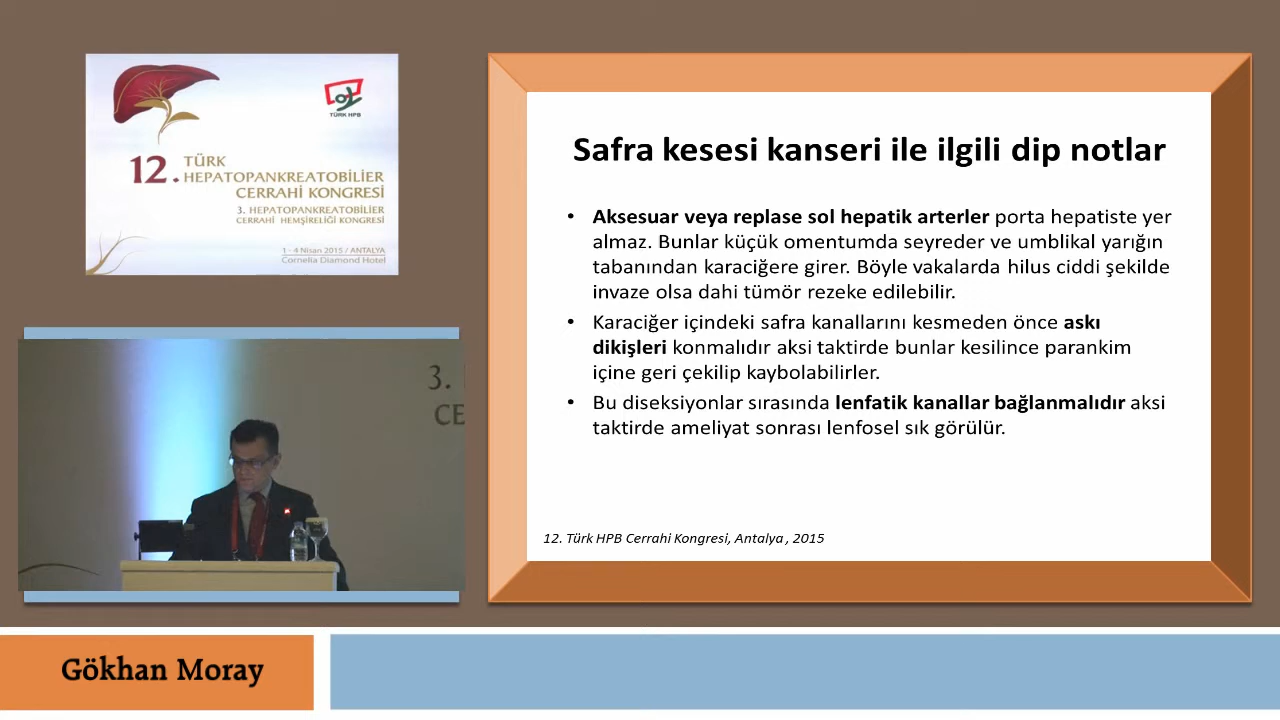 TÜRK HPB
12. TÜRK
HEPATOPANKREATOBİLİER
CERRAHİ KONGRESİ
3. HEPATOPANKREATOBİLİER
CERRAHİ HEMŞİRELİĞİ KONGRESİ
1 - 4 Nisan 2015 / ANTALYA
Cornelia Diamond Hotel
Safra kesesi kanseri ile ilgili dip notlar
• Aksesuar veya replase sol hepatik arterler porta hepatiste yer
almaz. Bunlar küçük omentumda seyreder ve umblikal yarığın
tabanından karaciğere girer. Böyle vakalarda hilus ciddi şekilde
invaze olsa dahi tümör rezeke edilebilir.
• Karaciğer içindeki safra kanallarını kesmeden önce askı
dikişleri konmalıdır aksi taktirde bunlar kesilince parankim
içine geri çekilip kaybolabilirler.
• Bu diseksiyonlar sırasında lenfatik kanallar bağlanmalıdır aksi
taktirde ameliyat sonrası lenfosel sık görülür.
12. Türk HPB Cerrahi Kongresi, Antalya , 2015
3.
CE
Gökhan Moray